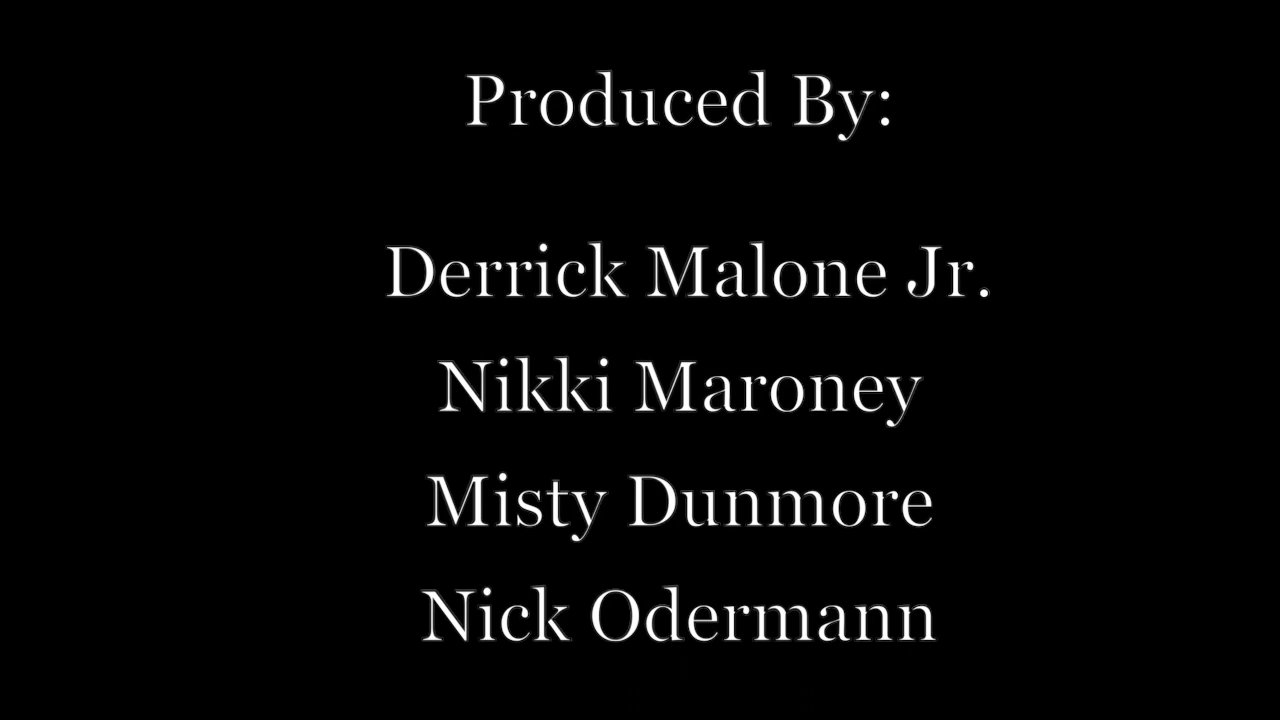 Produced By:
Derrick Malone Jr.
Nikki Maroney
Misty Dunmore
Nick Odermann